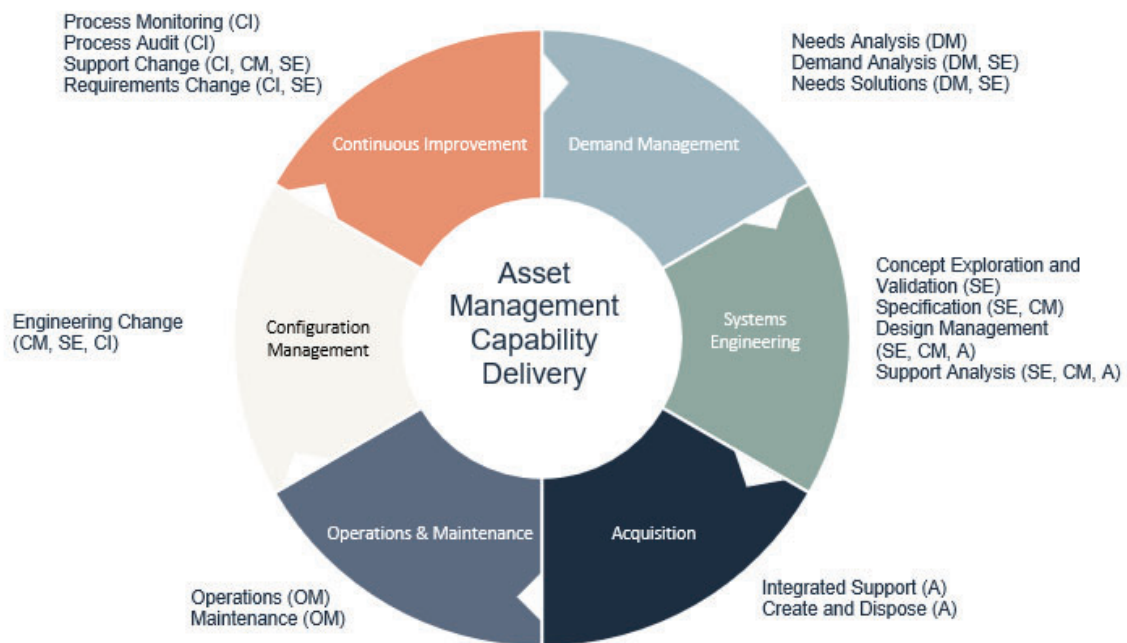 Process Monitoring (CI)
Process Audit (CI)
Support Change (CI, CM, SE)
Requirements Change (CI, SE)
Needs Analysis (DM)
Demand Analysis (DM, SE)
Needs Solutions (DM, SE)
Continuous Improvement
Demand Management
Asset
Management
Capability
Delivery
Engineering Change
(CM, SE, CI)
Configuration
Management
Systems
Engineering
Concept Exploration and
Validation (SE)
Specification (SE, CM)
Design Management
(SE, CM, A)
Support Analysis (SE, CM, A)
Operations & Maintenance
Acquisition
Operations (OM)
Maintenance (OM)
Integrated Support (A)
Create and Dispose (A)